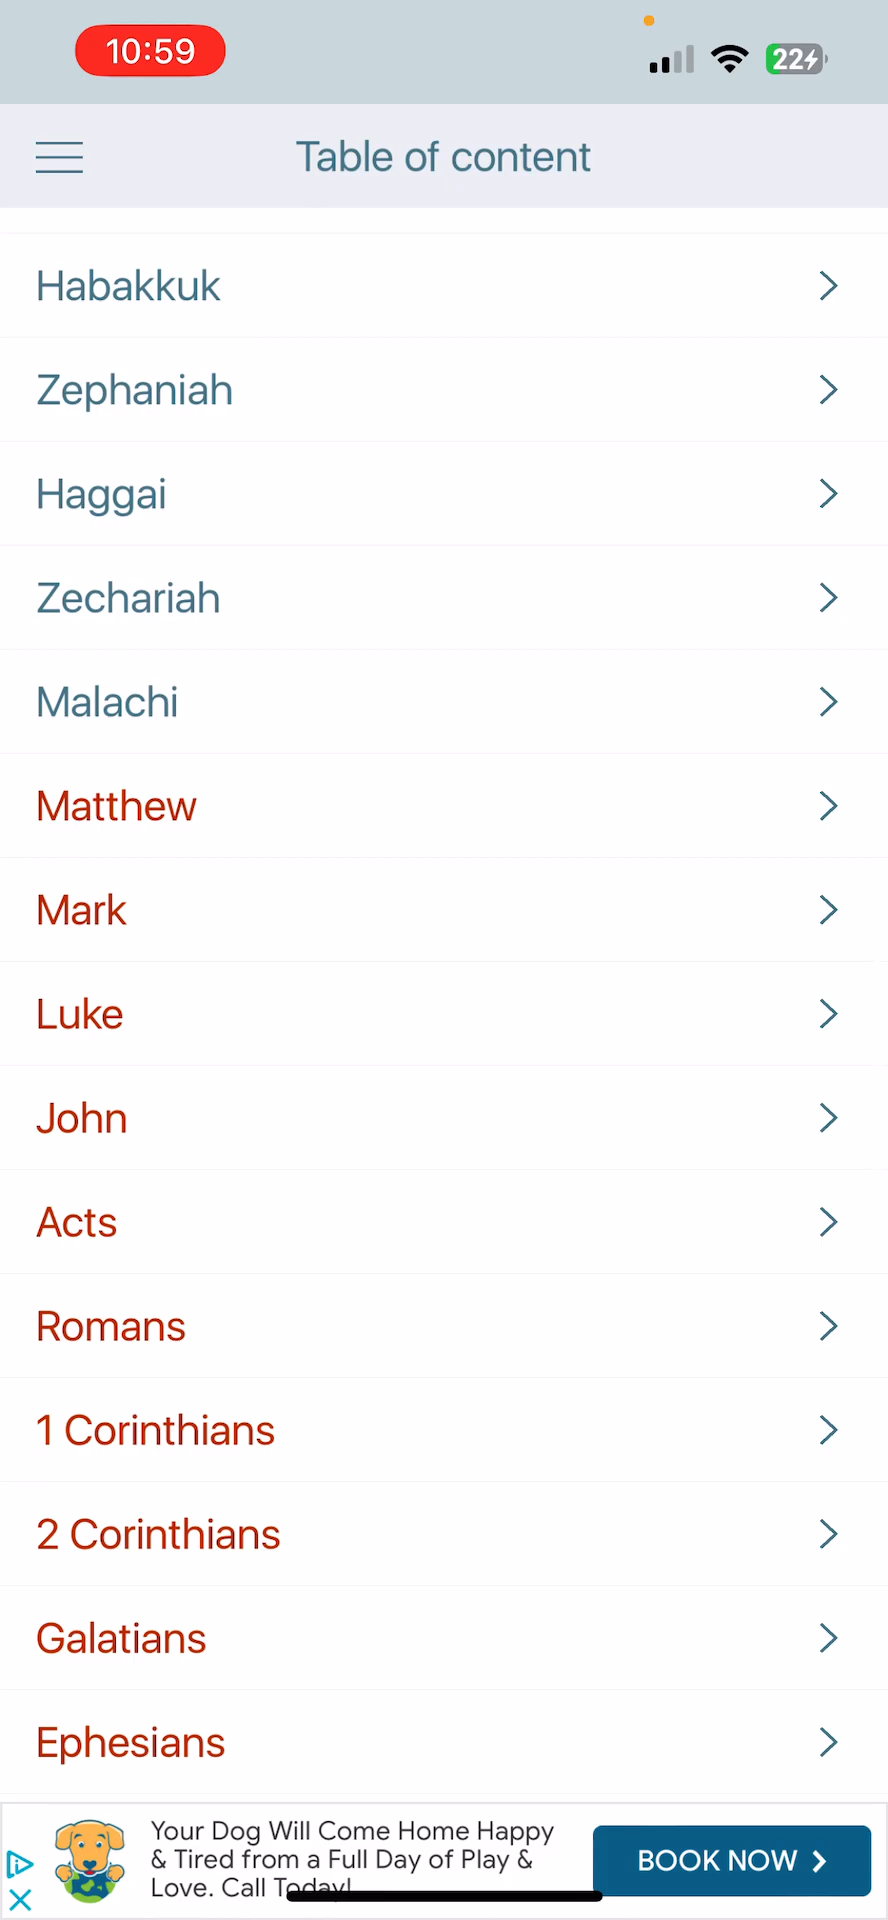 10:59
22
Table of content
Habakkuk
Zephaniah
Haggai
Zechariah
Malachi
Matthew
Mark
Luke
John
Acts
Romans
1 Corinthians
2 Corinthians
Galatians
Ephesians
Your Dog Will Come Home Happy
& Tired from a Full Day of Play &
Love. Call Today!
BOOK NOW